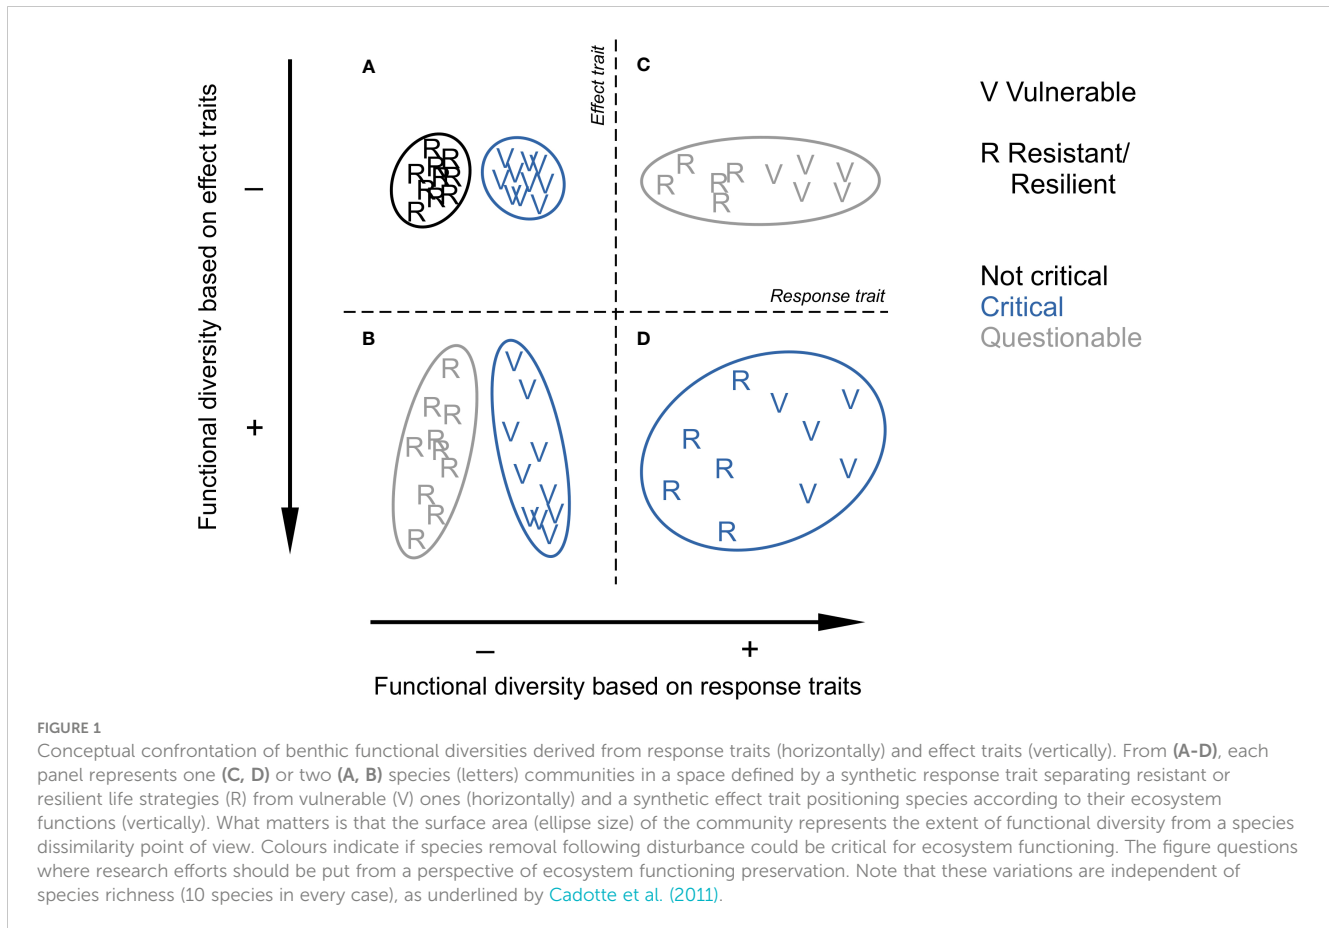 A
C
Effect trait
V Vulnerable
R Resistant/
Resilient
Functional diversity based on effect traits
–
+
R R R R R R R R R R
V V V V V V V V V V
R R R R R V V V V V
Response trait
Not critical
Critical
Questionable
B
D
R R R R R R R R R R
V V V V V V V V V V
R R R R R V V V V V
–
+
Functional diversity based on response traits
FIGURE 1
Conceptual confrontation of benthic functional diversities derived from response traits (horizontally) and effect traits (vertically). From (A-D), each
panel represents one (C, D) or two (A, B) species (letters) communities in a space defined by a synthetic response trait separating resistant or
resilient life strategies (R) from vulnerable (V) ones (horizontally) and a synthetic effect trait positioning species according to their ecosystem
functions (vertically). What matters is that the surface area (ellipse size) of the community represents the extent of functional diversity from a species
dissimilarity point of view. Colours indicate if species removal following disturbance could be critical for ecosystem functioning. The figure questions
where research efforts should be put from a perspective of ecosystem functioning preservation. Note that these variations are independent of
species richness (10 species in every case), as underlined by Cadotte et al. (2011).